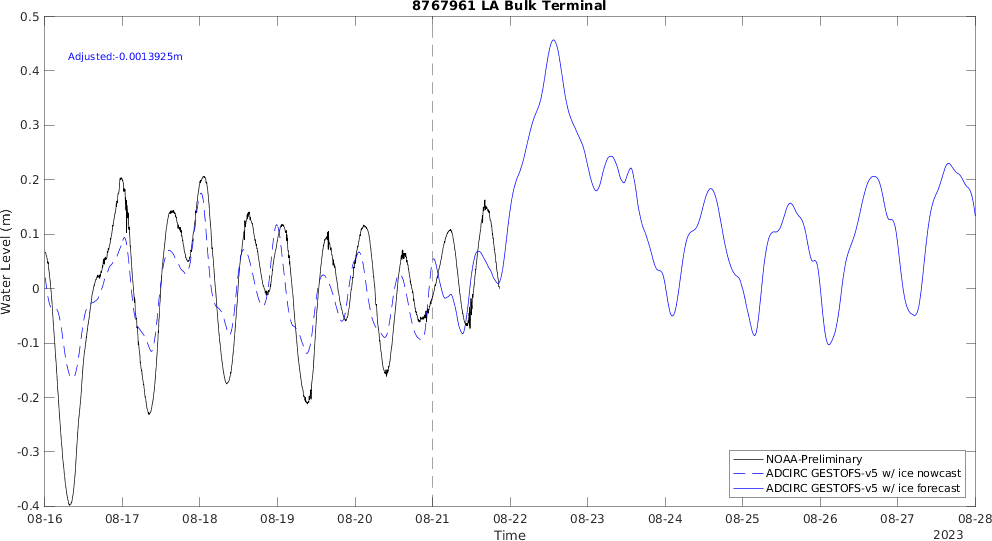 8767961 LA Bulk Terminal
Adjusted:-0.0013925m
0.5
0.4
0.3
0.2
0.1
0
-0.1
-0.2
-0.3
-0.4
Water Level (m)
NOAA-Preliminary
ADCIRC GESTOFS-v5 w/ ice nowcast
ADCIRC GESTOFS-v5 w/ ice forecast
08-16 08-17 08-18 08-19 08-20 08-21 08-22 08-23 08-24 08-25 08-26 08-27 08-28
Time
2023